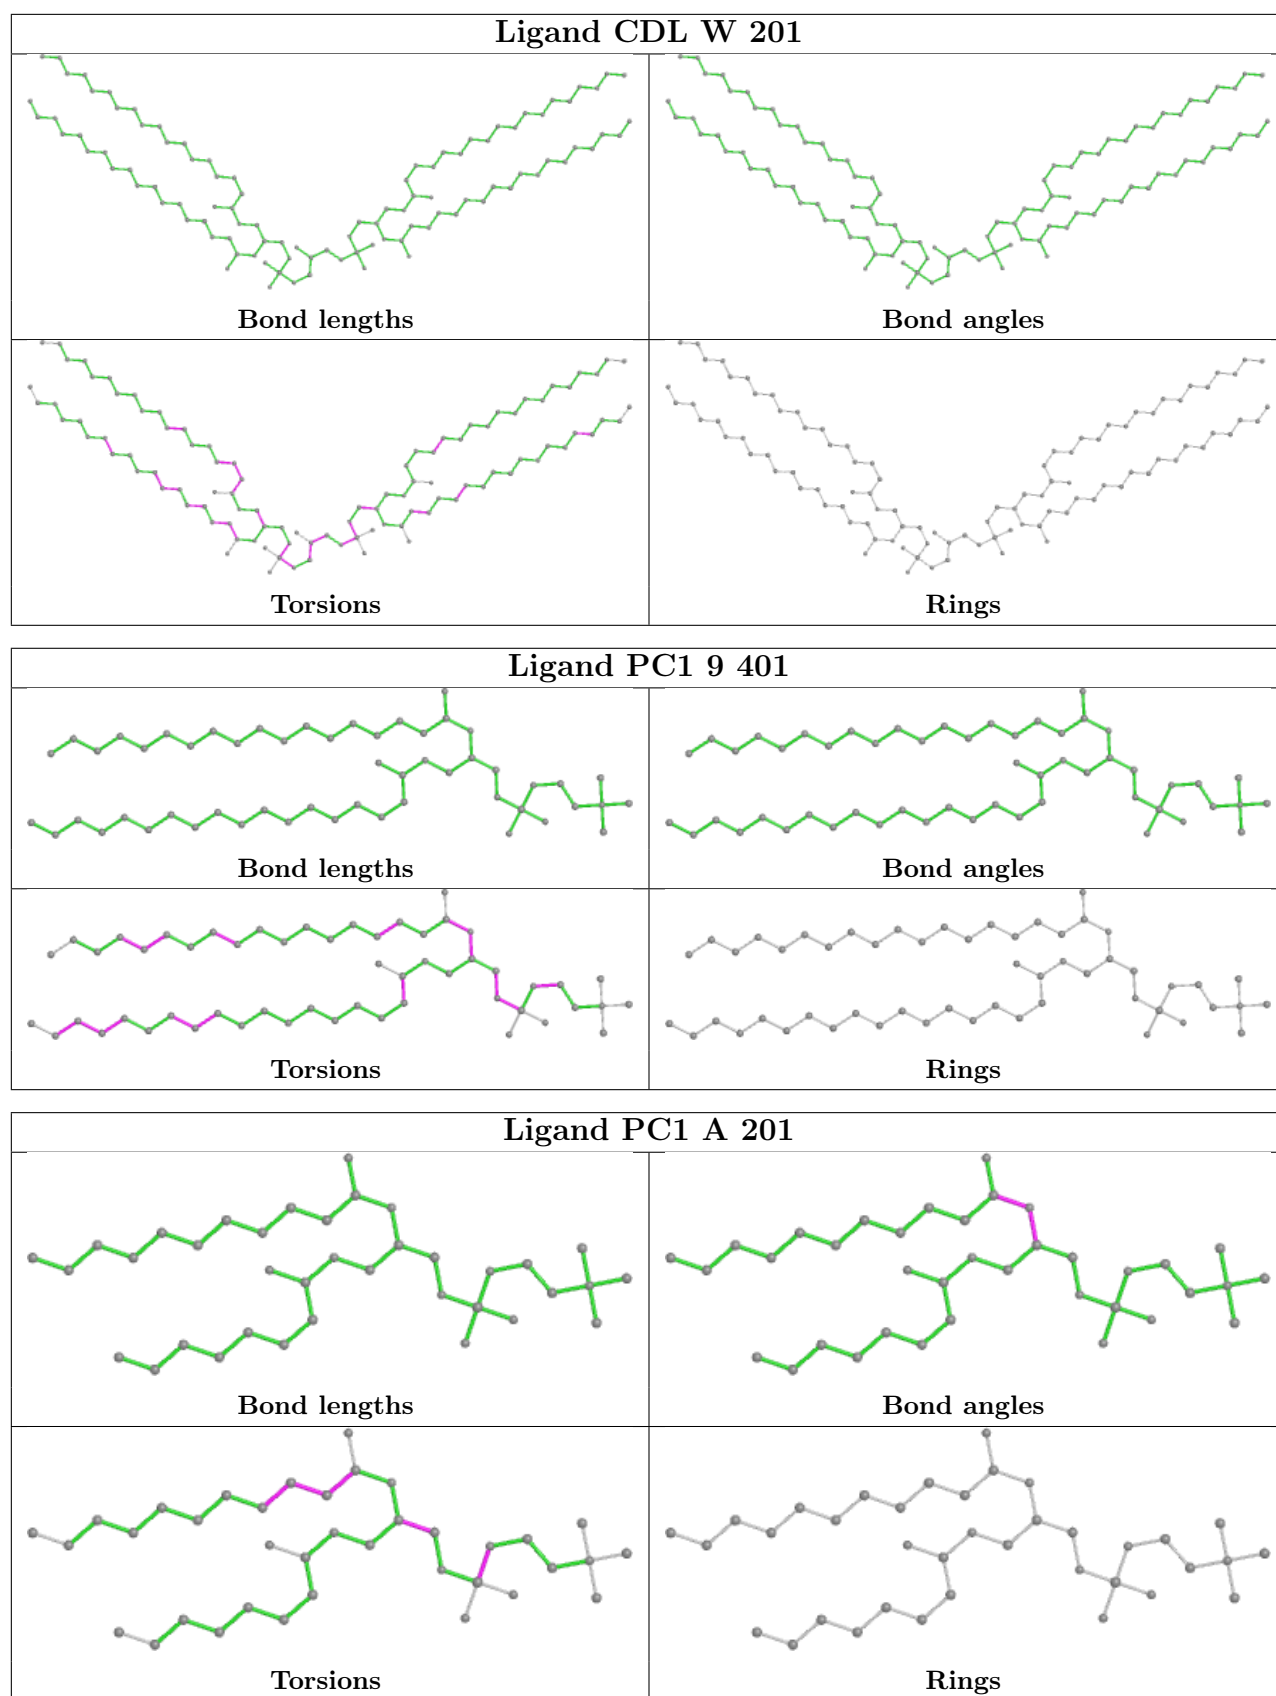 Ligand CDL W 201
Bond lengths
Bond angles
Torsions
Rings
Ligand PC1 9 401
Bond lengths
Bond angles
Torsions
Rings
Ligand PC1 A 201
Bond lengths
Bond angles
Torsions
Rings